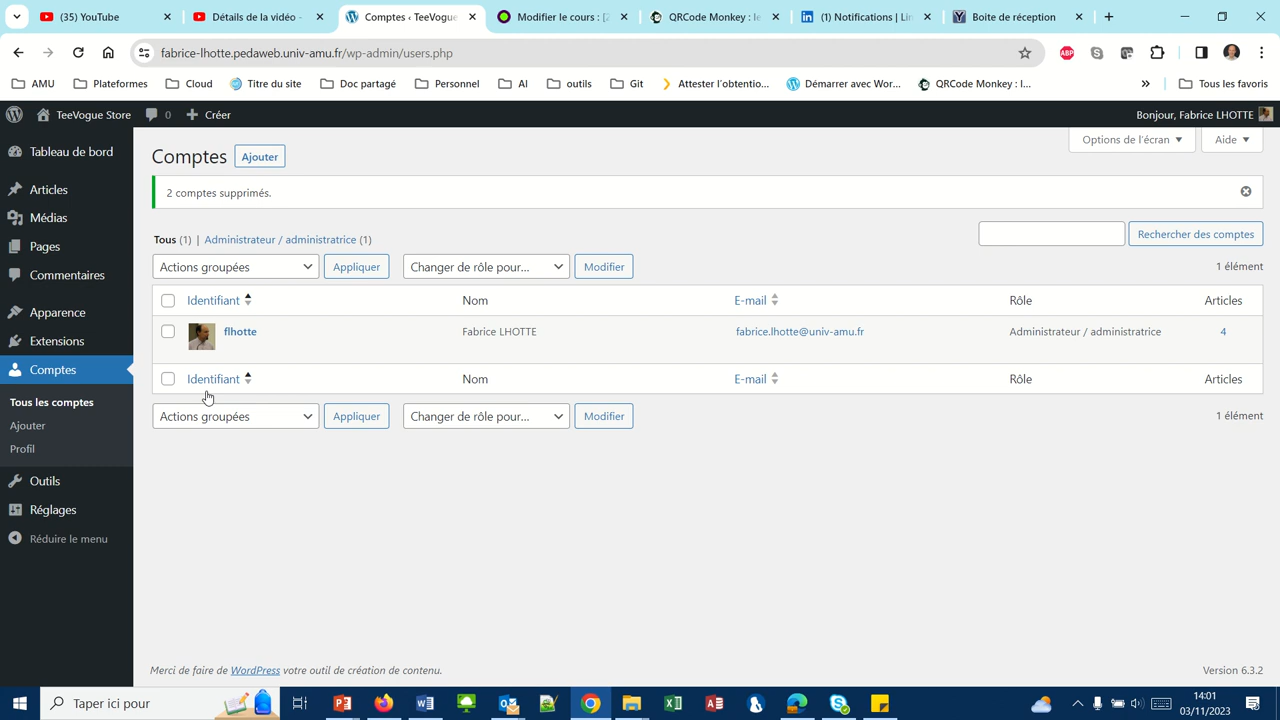 (35) YouTube
Détails de la vidéo -
Comptes ‹ TeeVogue
Modifier le cours : [2
QRCode Monkey : le
(1) Notifications | Lin
Boite de réception
fabrice-lhotte.pedaweb.univ-amu.fr/wp-admin/users.php
AMU
Plateformes
Cloud
Titre du site
Doc partagé
Personnel
AI
outils
Git
Attester l'obtentio...
Démarrer avec Wor...
QRCode Monkey : l...
Tous les favoris
TeeVogue Store
0
Créer
Bonjour, Fabrice LHOTTE
Tableau de bord
Articles
Médias
Pages
Commentaires
Apparence
Extensions
Comptes
Tous les comptes
Ajouter
Profil
Outils
Réglages
Réduire le menu
Options de l'écran
Aide
Comptes
Ajouter
2 comptes supprimés.
Tous (1) | Administrateur / administratrice (1)
Rechercher des comptes
Actions groupées
Appliquer
Changer de rôle pour...
Modifier
1 élément
Identifiant
Nom
E-mail
Rôle
Articles
flhotte
Fabrice LHOTTE
fabrice.lhotte@univ-amu.fr
Administrateur / administratrice
4
Identifiant
Nom
E-mail
Rôle
Articles
Actions groupées
Appliquer
Changer de rôle pour...
Modifier
1 élément
Merci de faire de WordPress votre outil de création de contenu.
Version 6.3.2
Taper ici pour
14:01
03/11/2023